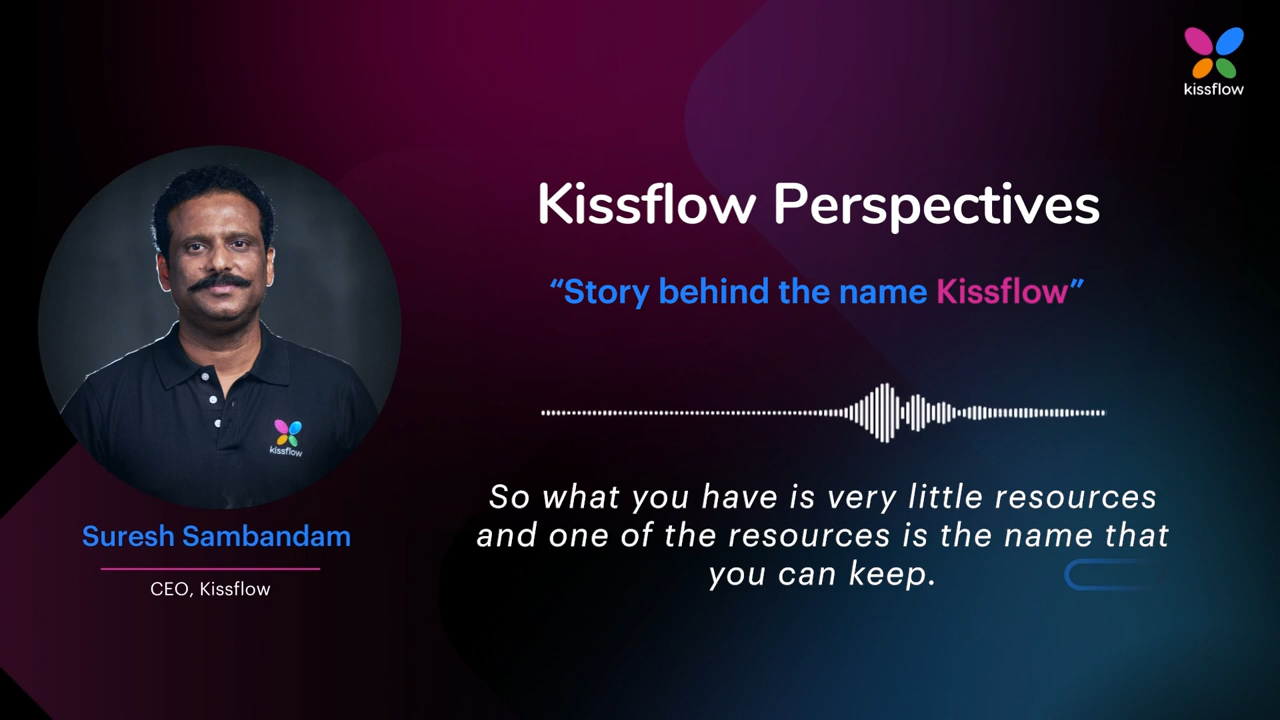 kissflow
Kissflow Perspectives
“Story behind the name Kissflow”
kissflow
So what you have is very little resources
and one of the resources is the name that
you can keep.
Suresh Sambandam
CEO, Kissflow